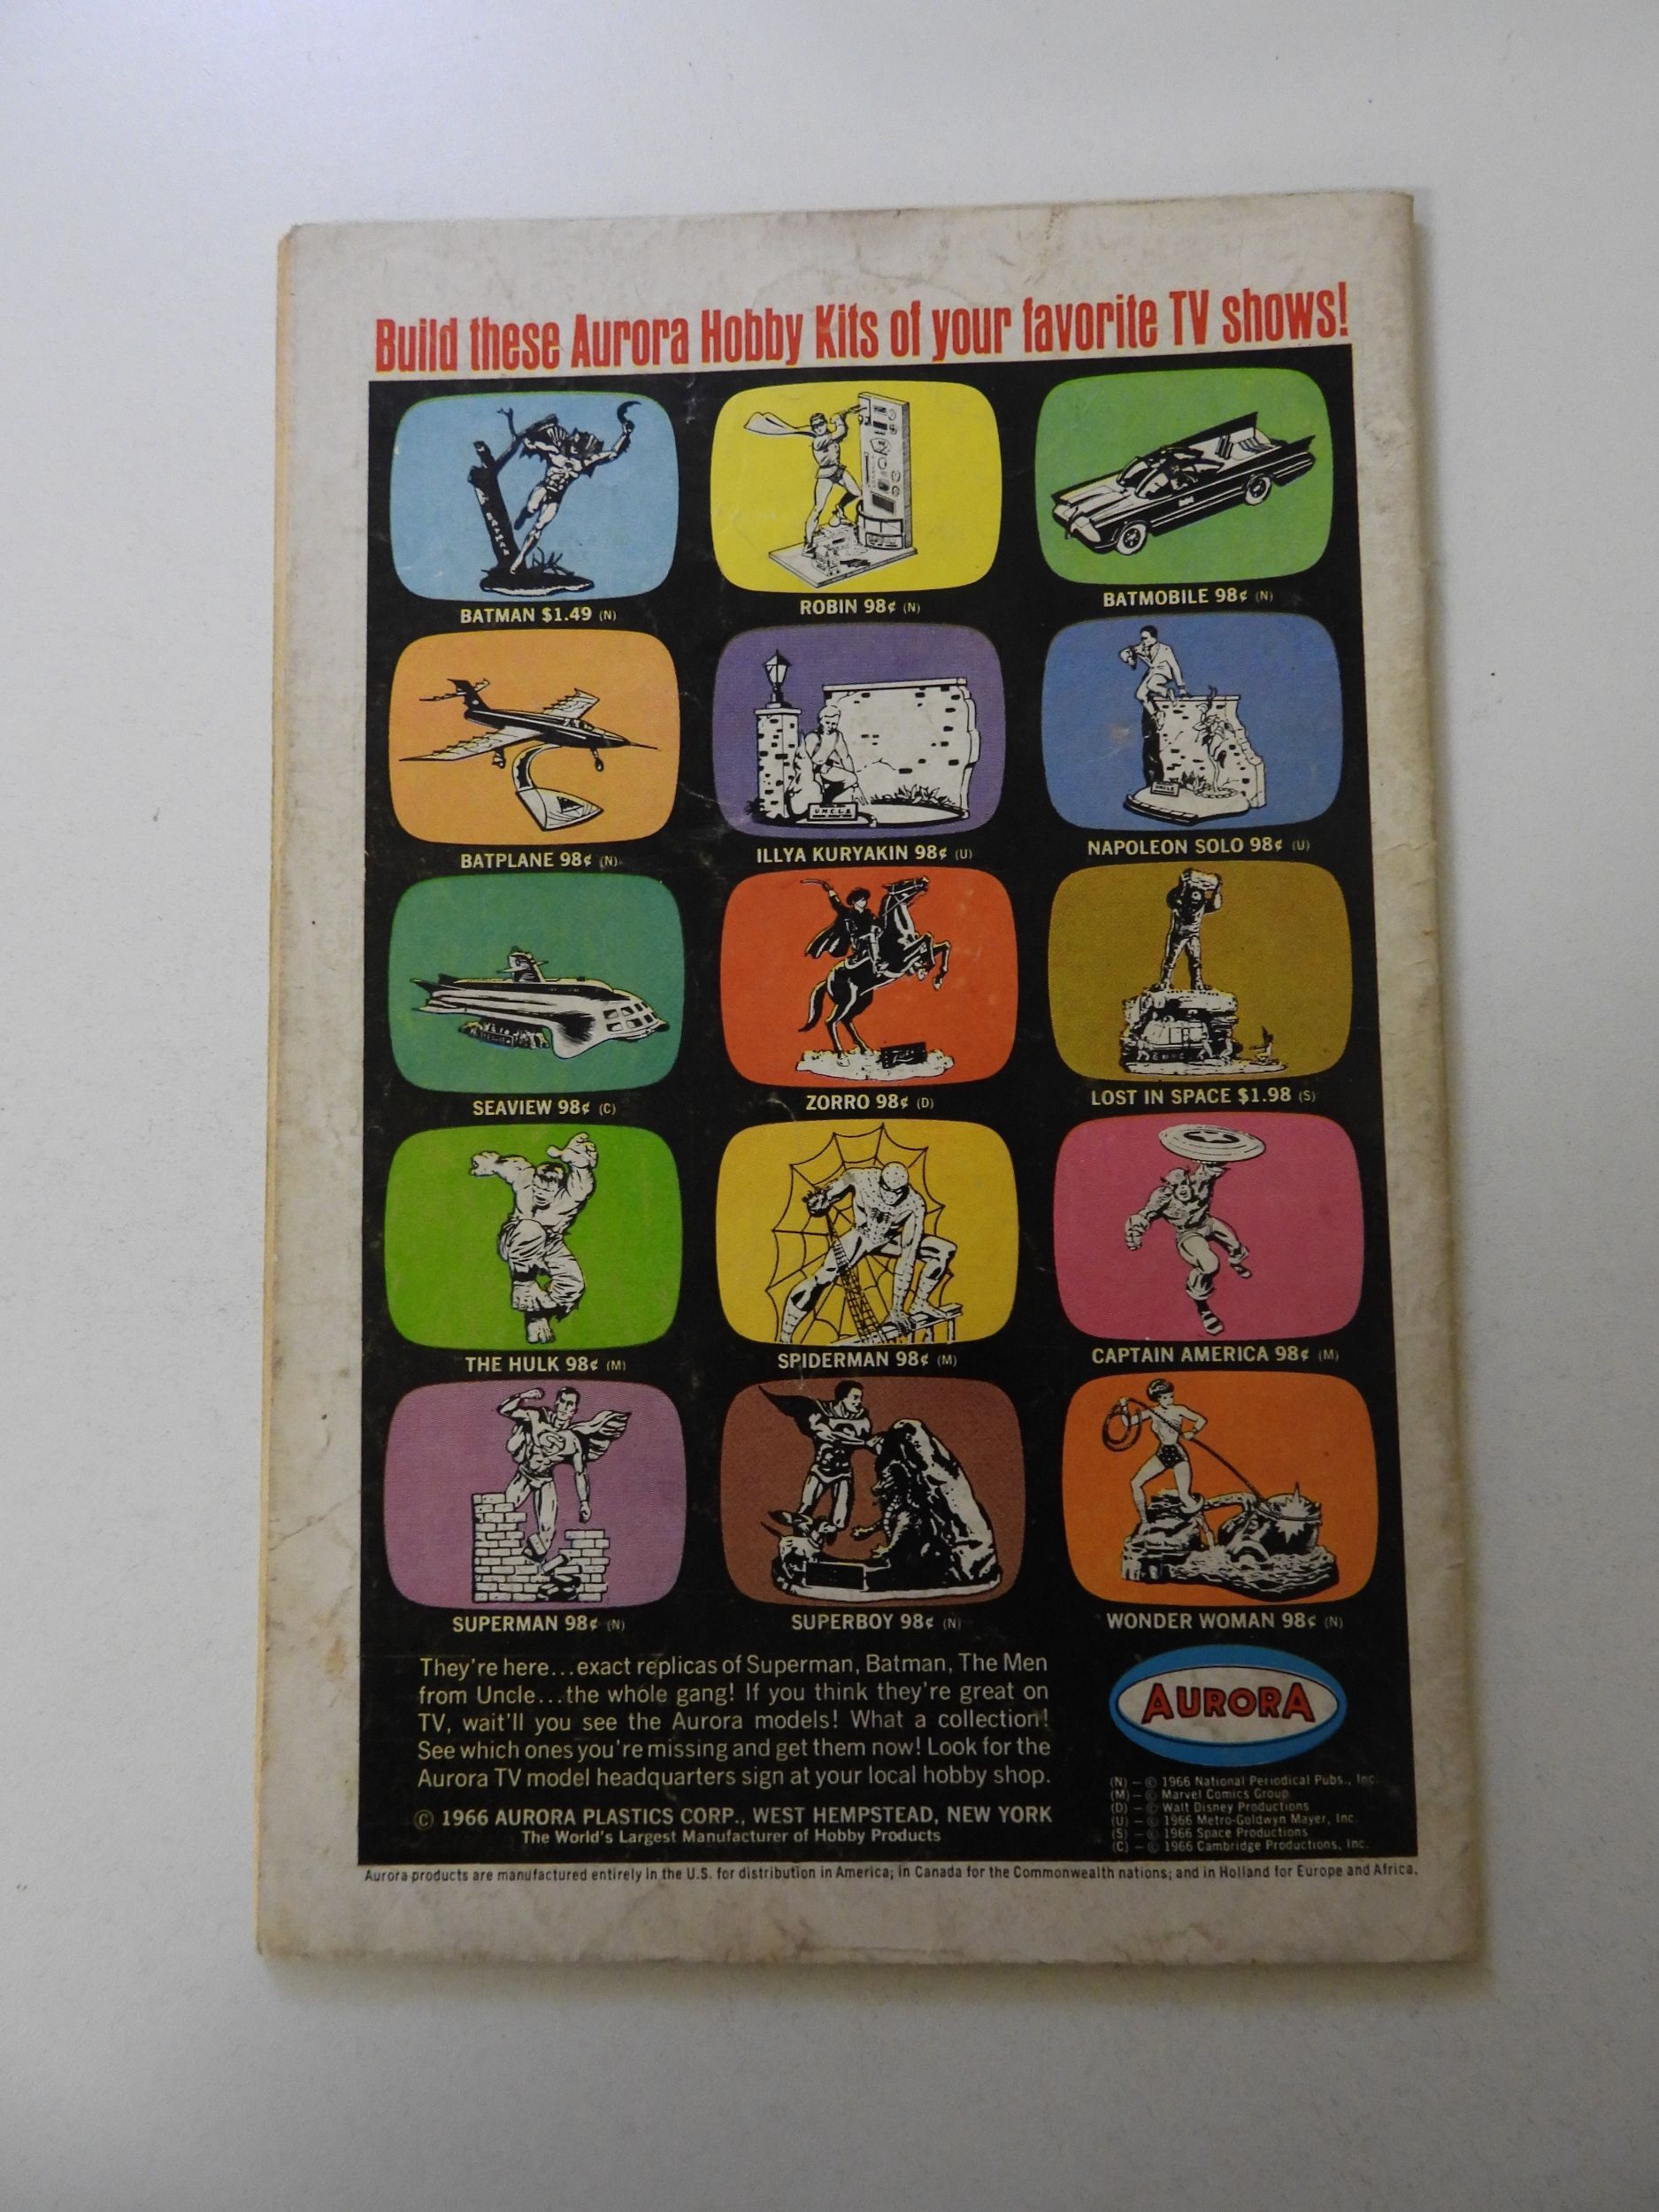 Build these Aurora Hobby Kits of your favorite TV shows!
BATMAN $1.49 (N)
ROBIN 98¢ (N)
BATMOBILE 98¢ (N)
BATPLANE 98¢ (N)
U.N.C.L.E.
ILLYA KURYAKIN 98¢ (U)
NAPOLEON SOLO 98¢ (U)
SEAVIEW 98¢ (C)
ZORRO 98¢ (D)
LOST IN SPACE $1.98 (S)
THE HULK 98¢ (M)
SPIDERMAN 98¢ (M)
CAPTAIN AMERICA 98¢ (M)
SUPERMAN 98¢ (N)
SUPERBOY 98¢ (N)
WONDER WOMAN 98¢ (N)
They're here...exact replicas of Superman, Batman, The Men
from Uncle...the whole gang! If you think they're great on
TV, wait'll you see the Aurora models! What a collection!
See which ones you're missing and get them now! Look for the
Aurora TV model headquarters sign at your local hobby shop.
© 1966 AURORA PLASTICS CORP., WEST HEMPSTEAD, NEW YORK
The World's Largest Manufacturer of Hobby Products
AURORA
(N) – © 1966 National Periodical Pubs., Inc.
(M) – © Marvel Comics Group
(D) – © Walt Disney Productions
(U) – © 1966 Metro-Goldwyn Mayer, Inc.
(S) – © 1966 Space Productions
(C) – © 1966 Cambridge Productions, Inc.
Aurora products are manufactured entirely in the U.S. for distribution in America; in Canada for the Commonwealth nations; and in Holland for Europe and Africa.